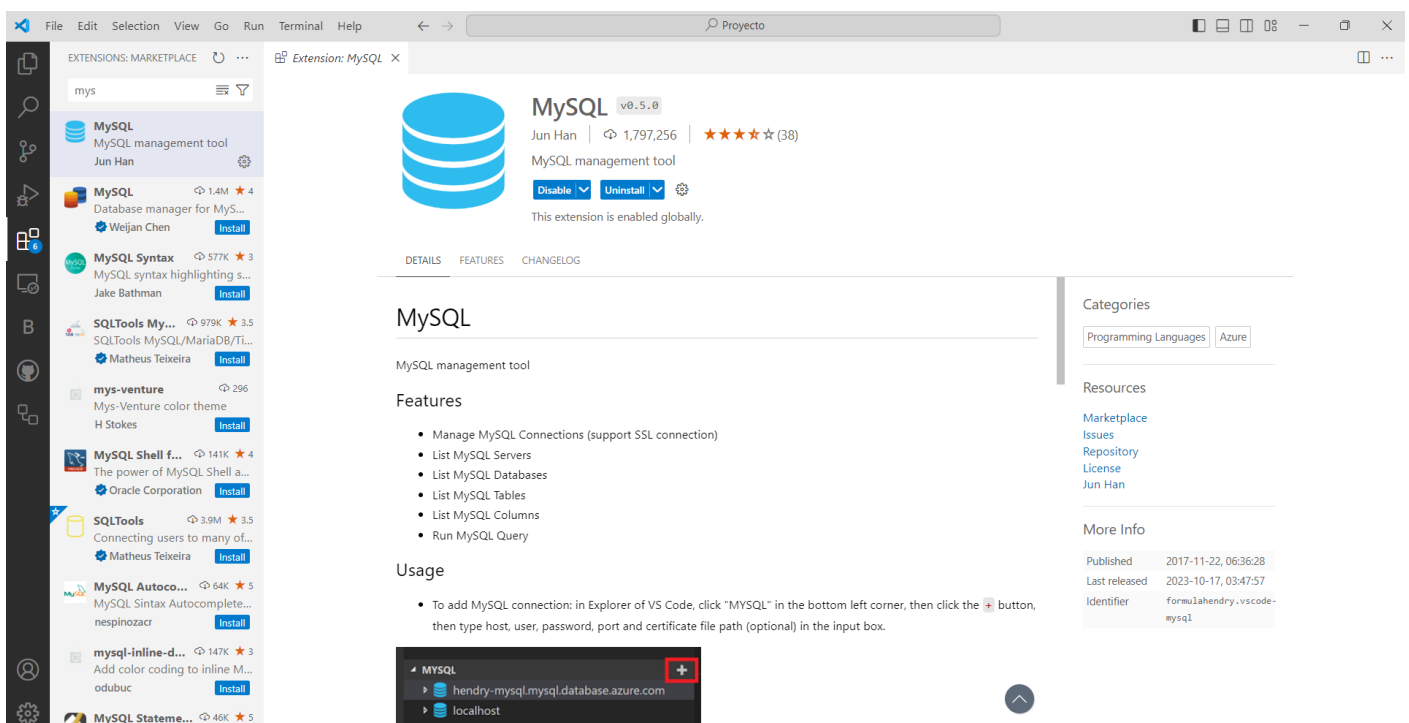 File Edit Selection View Go Run Terminal Help
Proyecto
EXTENSIONS: MARKETPLACE
mys
MySQL
MySQL management tool
Jun Han
MySQL 1.4M ★ 4
Database manager for MyS...
Weijan Chen Install
MySQL Syntax 577K ★ 3
MySQL syntax highlighting s...
Jake Bathman Install
SQLTools My... 979K ★ 3.5
SQLTools MySQL/MariaDB/Ti...
Matheus Teixeira Install
mys-venture 296
Mys-Venture color theme
H Stokes Install
MySQL Shell f... 141K ★ 4
The power of MySQL Shell a...
Oracle Corporation Install
SQLTools 3.9M ★ 3.5
Connecting users to many of...
Matheus Teixeira Install
MySQL Autoco... 64K ★ 5
MySQL Sintax Autocomplete...
nespinozacr Install
mysql-inline-d... 147K ★ 3
Add color coding to inline M...
odubuc Install
MySQL Stateme... 46K ★ 5
B
6
Extension: MySQL
MySQL v0.5.0
Jun Han 1,797,256 (38)
MySQL management tool
Disable Uninstall
This extension is enabled globally.
DETAILS FEATURES CHANGELOG
MySQL
MySQL management tool
Features
• Manage MySQL Connections (support SSL connection)
• List MySQL Servers
• List MySQL Databases
• List MySQL Tables
• List MySQL Columns
• Run MySQL Query
Usage
• To add MySQL connection: in Explorer of VS Code, click "MYSQL" in the bottom left corner, then click the + button,
then type host, user, password, port and certificate file path (optional) in the input box.
MYSQL +
hendry-mysql.mysql.database.azure.com
localhost
Categories
Programming Languages Azure
Resources
Marketplace
Issues
Repository
License
Jun Han
More Info
Published 2017-11-22, 06:36:28
Last released 2023-10-17, 03:47:57
Identifier formulahendry.vscode-
mysql